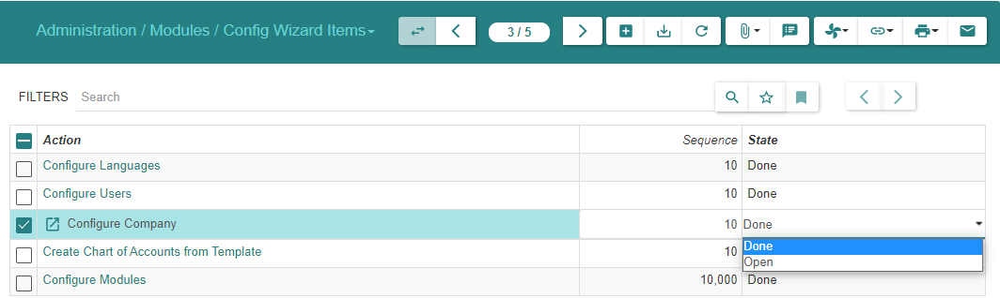 Administration / Modules / Config Wizard Items
3 / 5
FILTERS Search
Action Sequence State
Configure Languages 10 Done
Configure Users 10 Done
Configure Company 10 Done
Done
Open
Create Chart of Accounts from Template 10
Configure Modules 10,000 Done